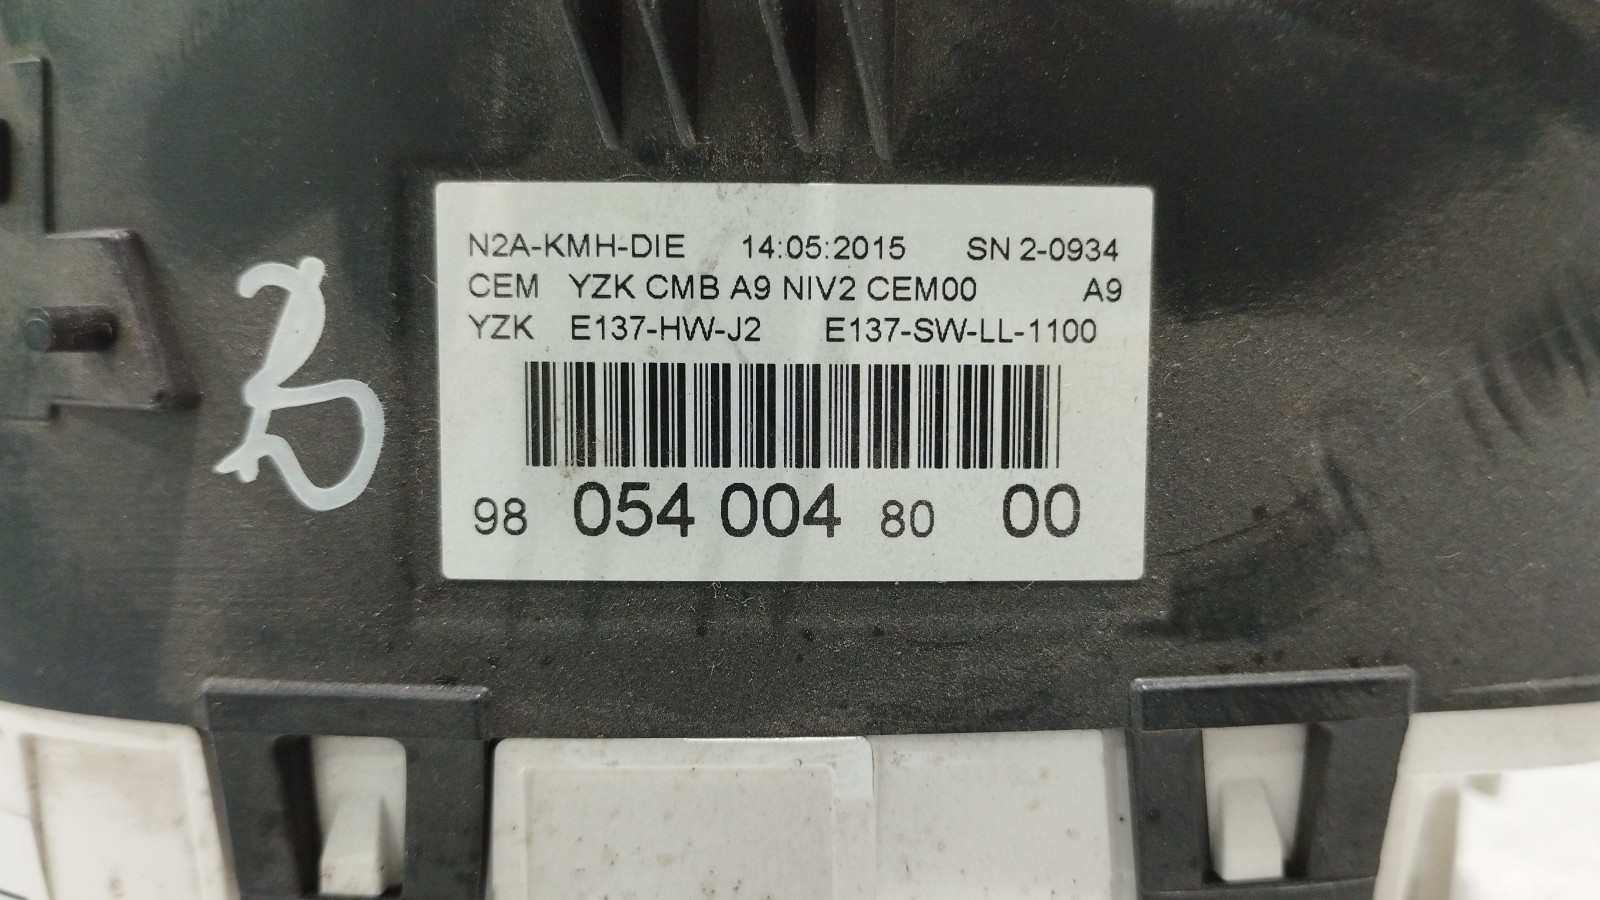 N2A-KMH-DIE 14:05:2015 SN 2-0934
CEM YZK CMB A9 NIV2 CEM00 A9
YZK E137-HW-J2 E137-SW-LL-1100
98 054 004 80 00